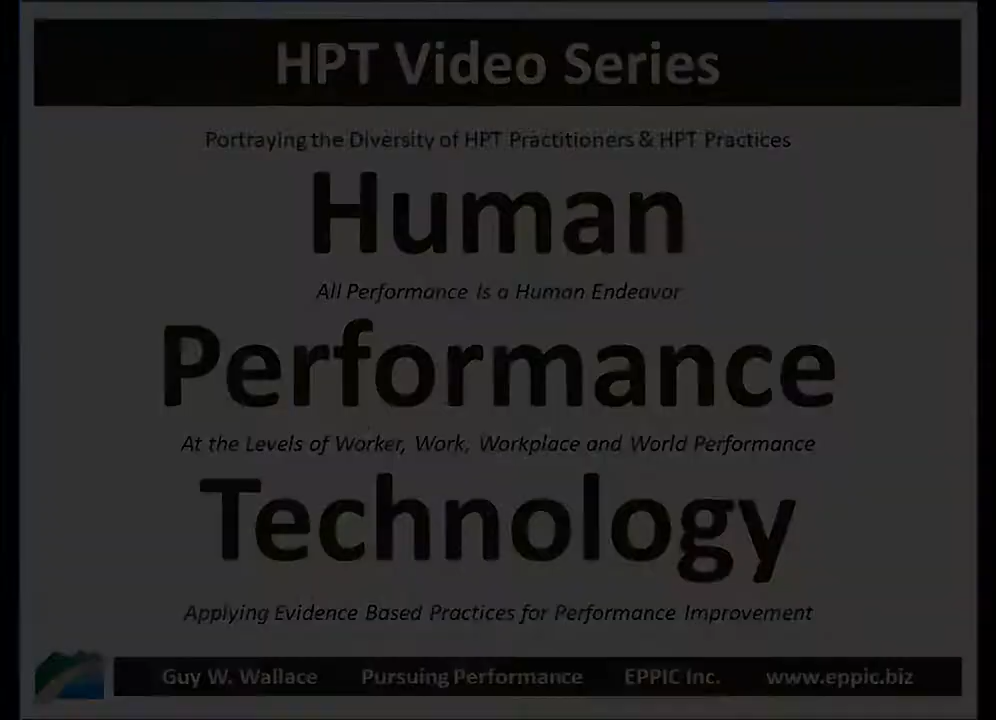 HPT Video Series
Portraying the Diversity of HPT Practitioners & HPT Practices
Human
All Performance Is a Human Endeavor
Performance
At the Levels of Worker, Work, Workplace and World Performance
Technology
Applying Evidence Based Practices for Performance Improvement
Guy W. Wallace Pursuing Performance EPPIC Inc. www.eppic.biz